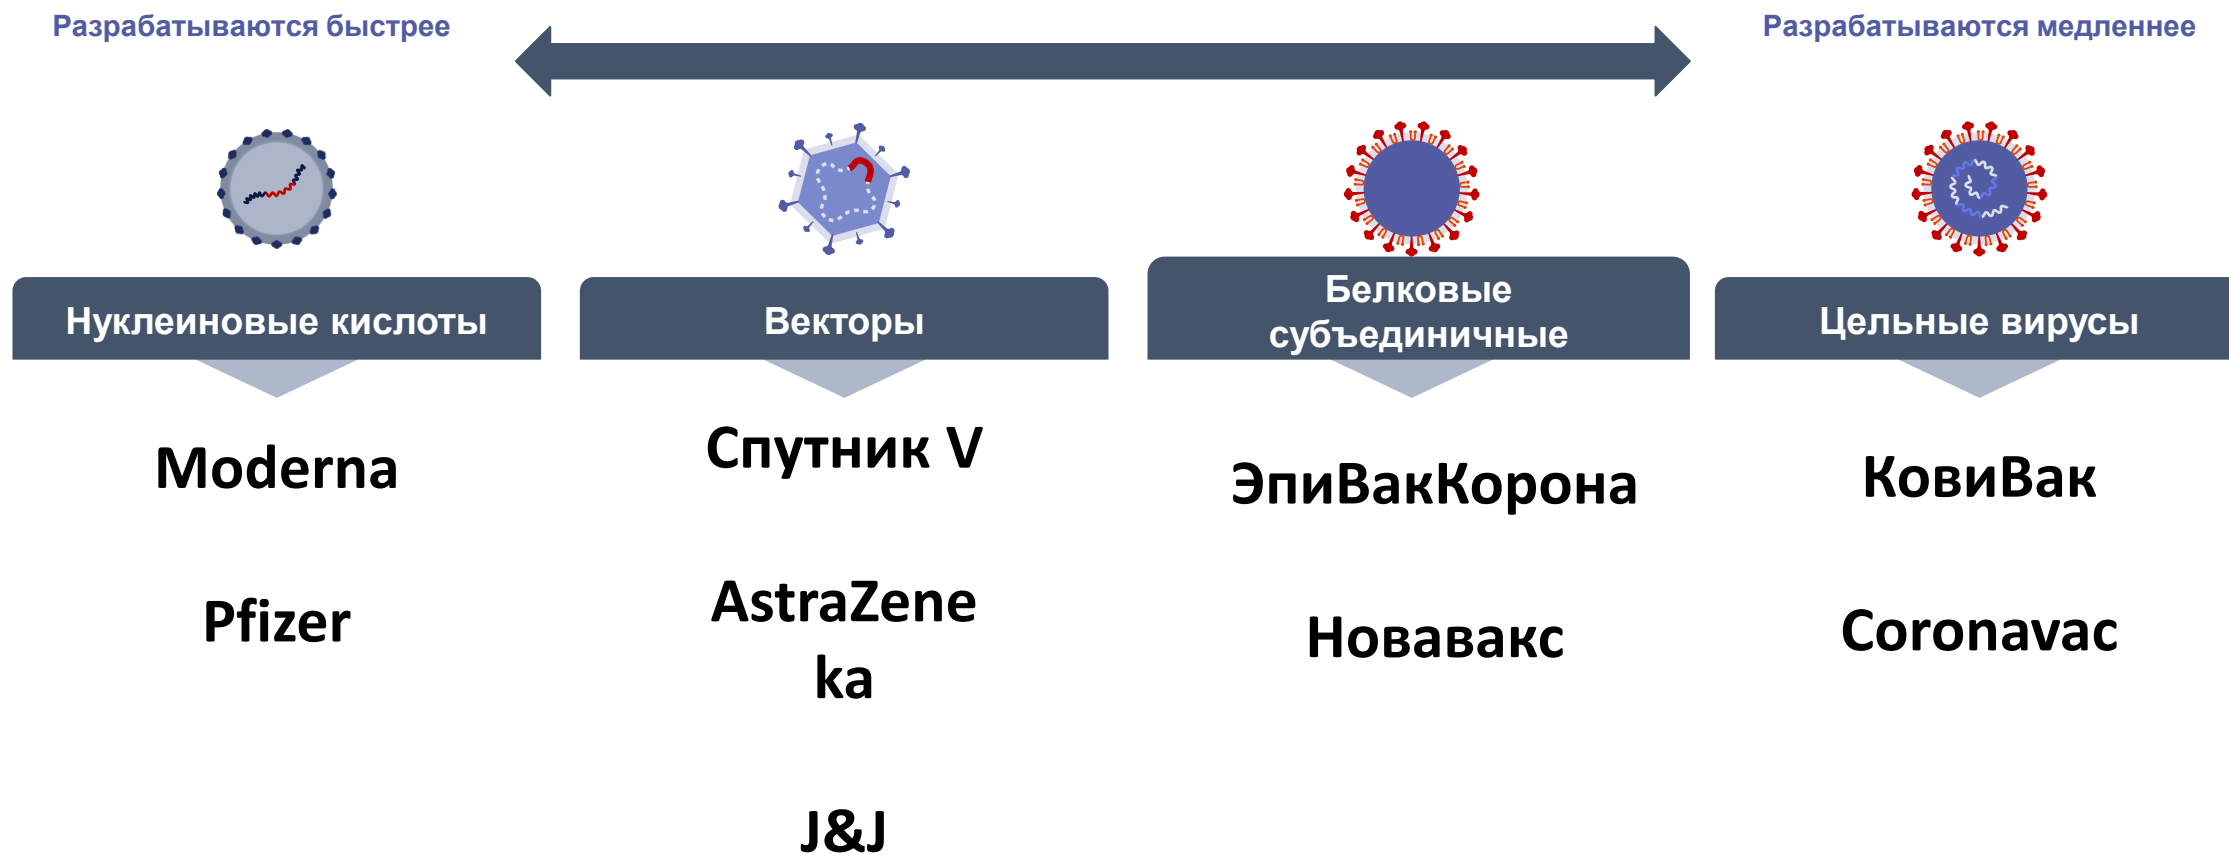 Разрабатываются быстрее
Разрабатываются медленнее
Нуклеиновые кислоты
Векторы
Белковые
субъединичные
Цельные вирусы
Moderna
Pfizer
Спутник V
AstraZene
ka
J&J
ЭпиВакКорона
Новавакс
КовиВак
Coronavac